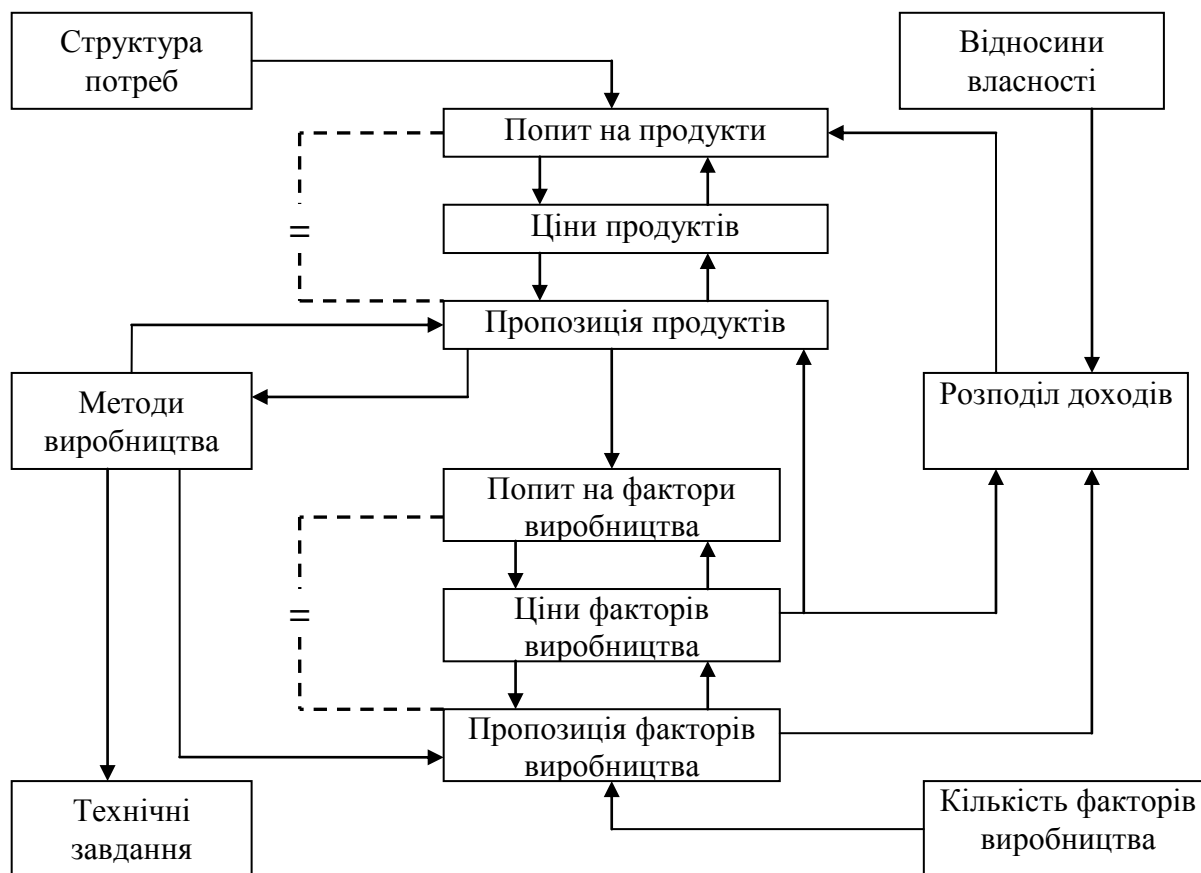 Структура
потреб
Відносини
власності
Попит на продукти
Ціни продуктів
=
Пропозиція продуктів
Методи
виробництва
Розподіл доходів
Попит на фактори
виробництва
Ціни факторів
виробництва
=
Пропозиція факторів
виробництва
Технічні
завдання
Кількість факторів
виробництва